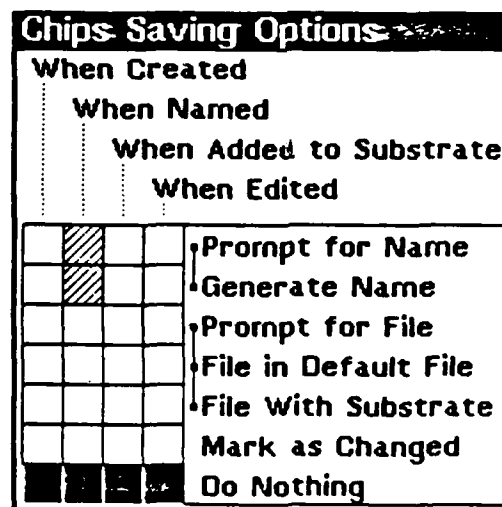 Chips Saving Options
When Created
When Named
When Added to Substrate
When Edited
Prompt for Name
Generate Name
Prompt for File
File in Default File
File With Substrate
Mark as Changed
Do Nothing